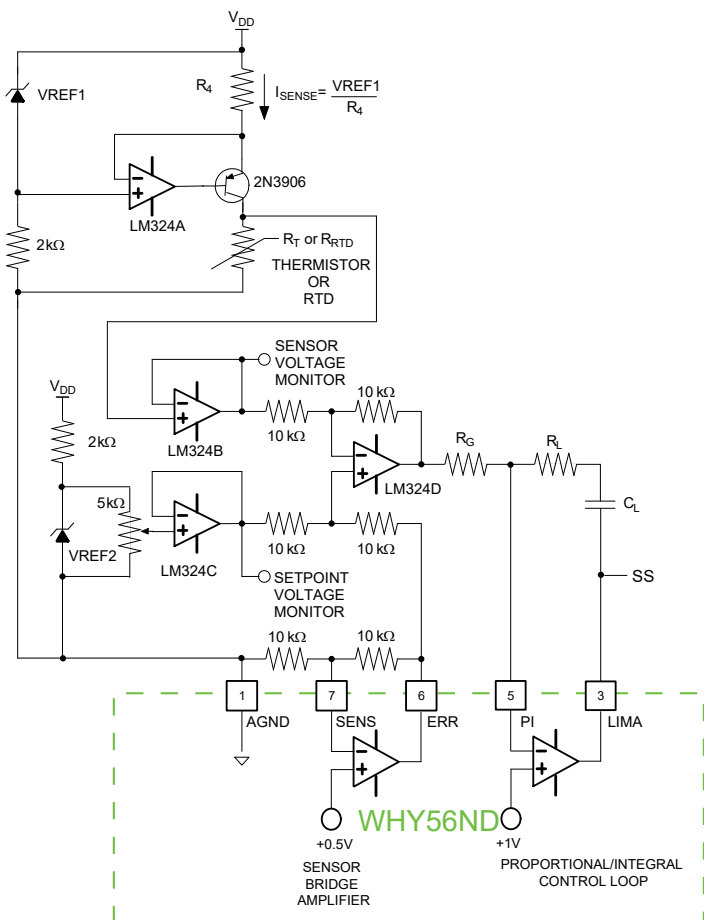 VDD
R4
ISENSE= VREF1
R4
VREF1
2N3906
LM324A
2kΩ
RT or RRTD
THERMISTOR
OR
RTD
SENSOR
VOLTAGE
MONITOR
VDD
10 kΩ
10 kΩ
2kΩ
LM324B
RG
RL
5kΩ
LM324D
CL
VREF2
10 kΩ
10 kΩ
LM324C
SS
SETPOINT
VOLTAGE
MONITOR
10 kΩ
10 kΩ
1
7
6
5
3
AGND
SENS
ERR
PI
LIMA
WHY56ND
+0.5V
+1V
SENSOR
BRIDGE
AMPLIFIER
PROPORTIONAL/INTEGRAL
CONTROL LOOP